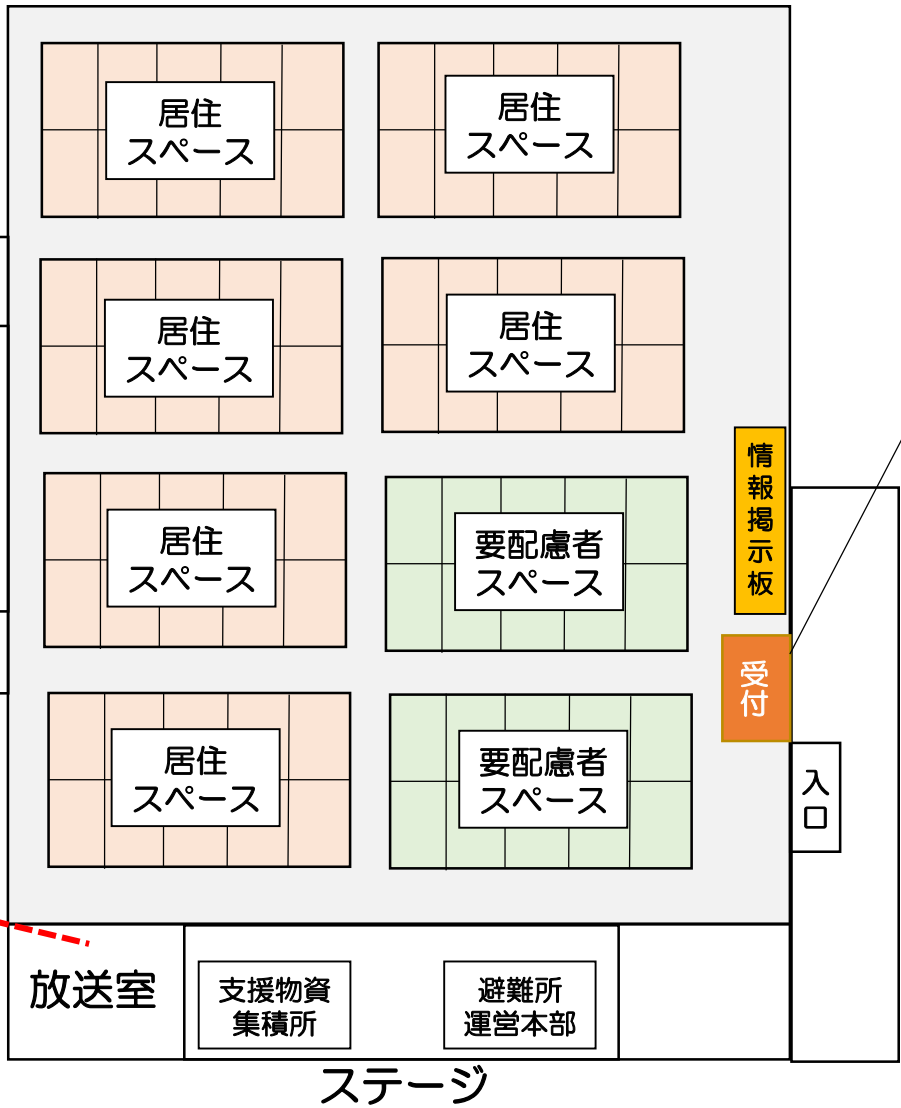 居住
スペース
居住
スペース
居住
スペース
居住
スペース
居住
スペース
要配慮者
スペース
情報掲示板
受付
居住
スペース
要配慮者
スペース
入口
放送室
支援物資
集積所
避難所
運営本部
ステージ